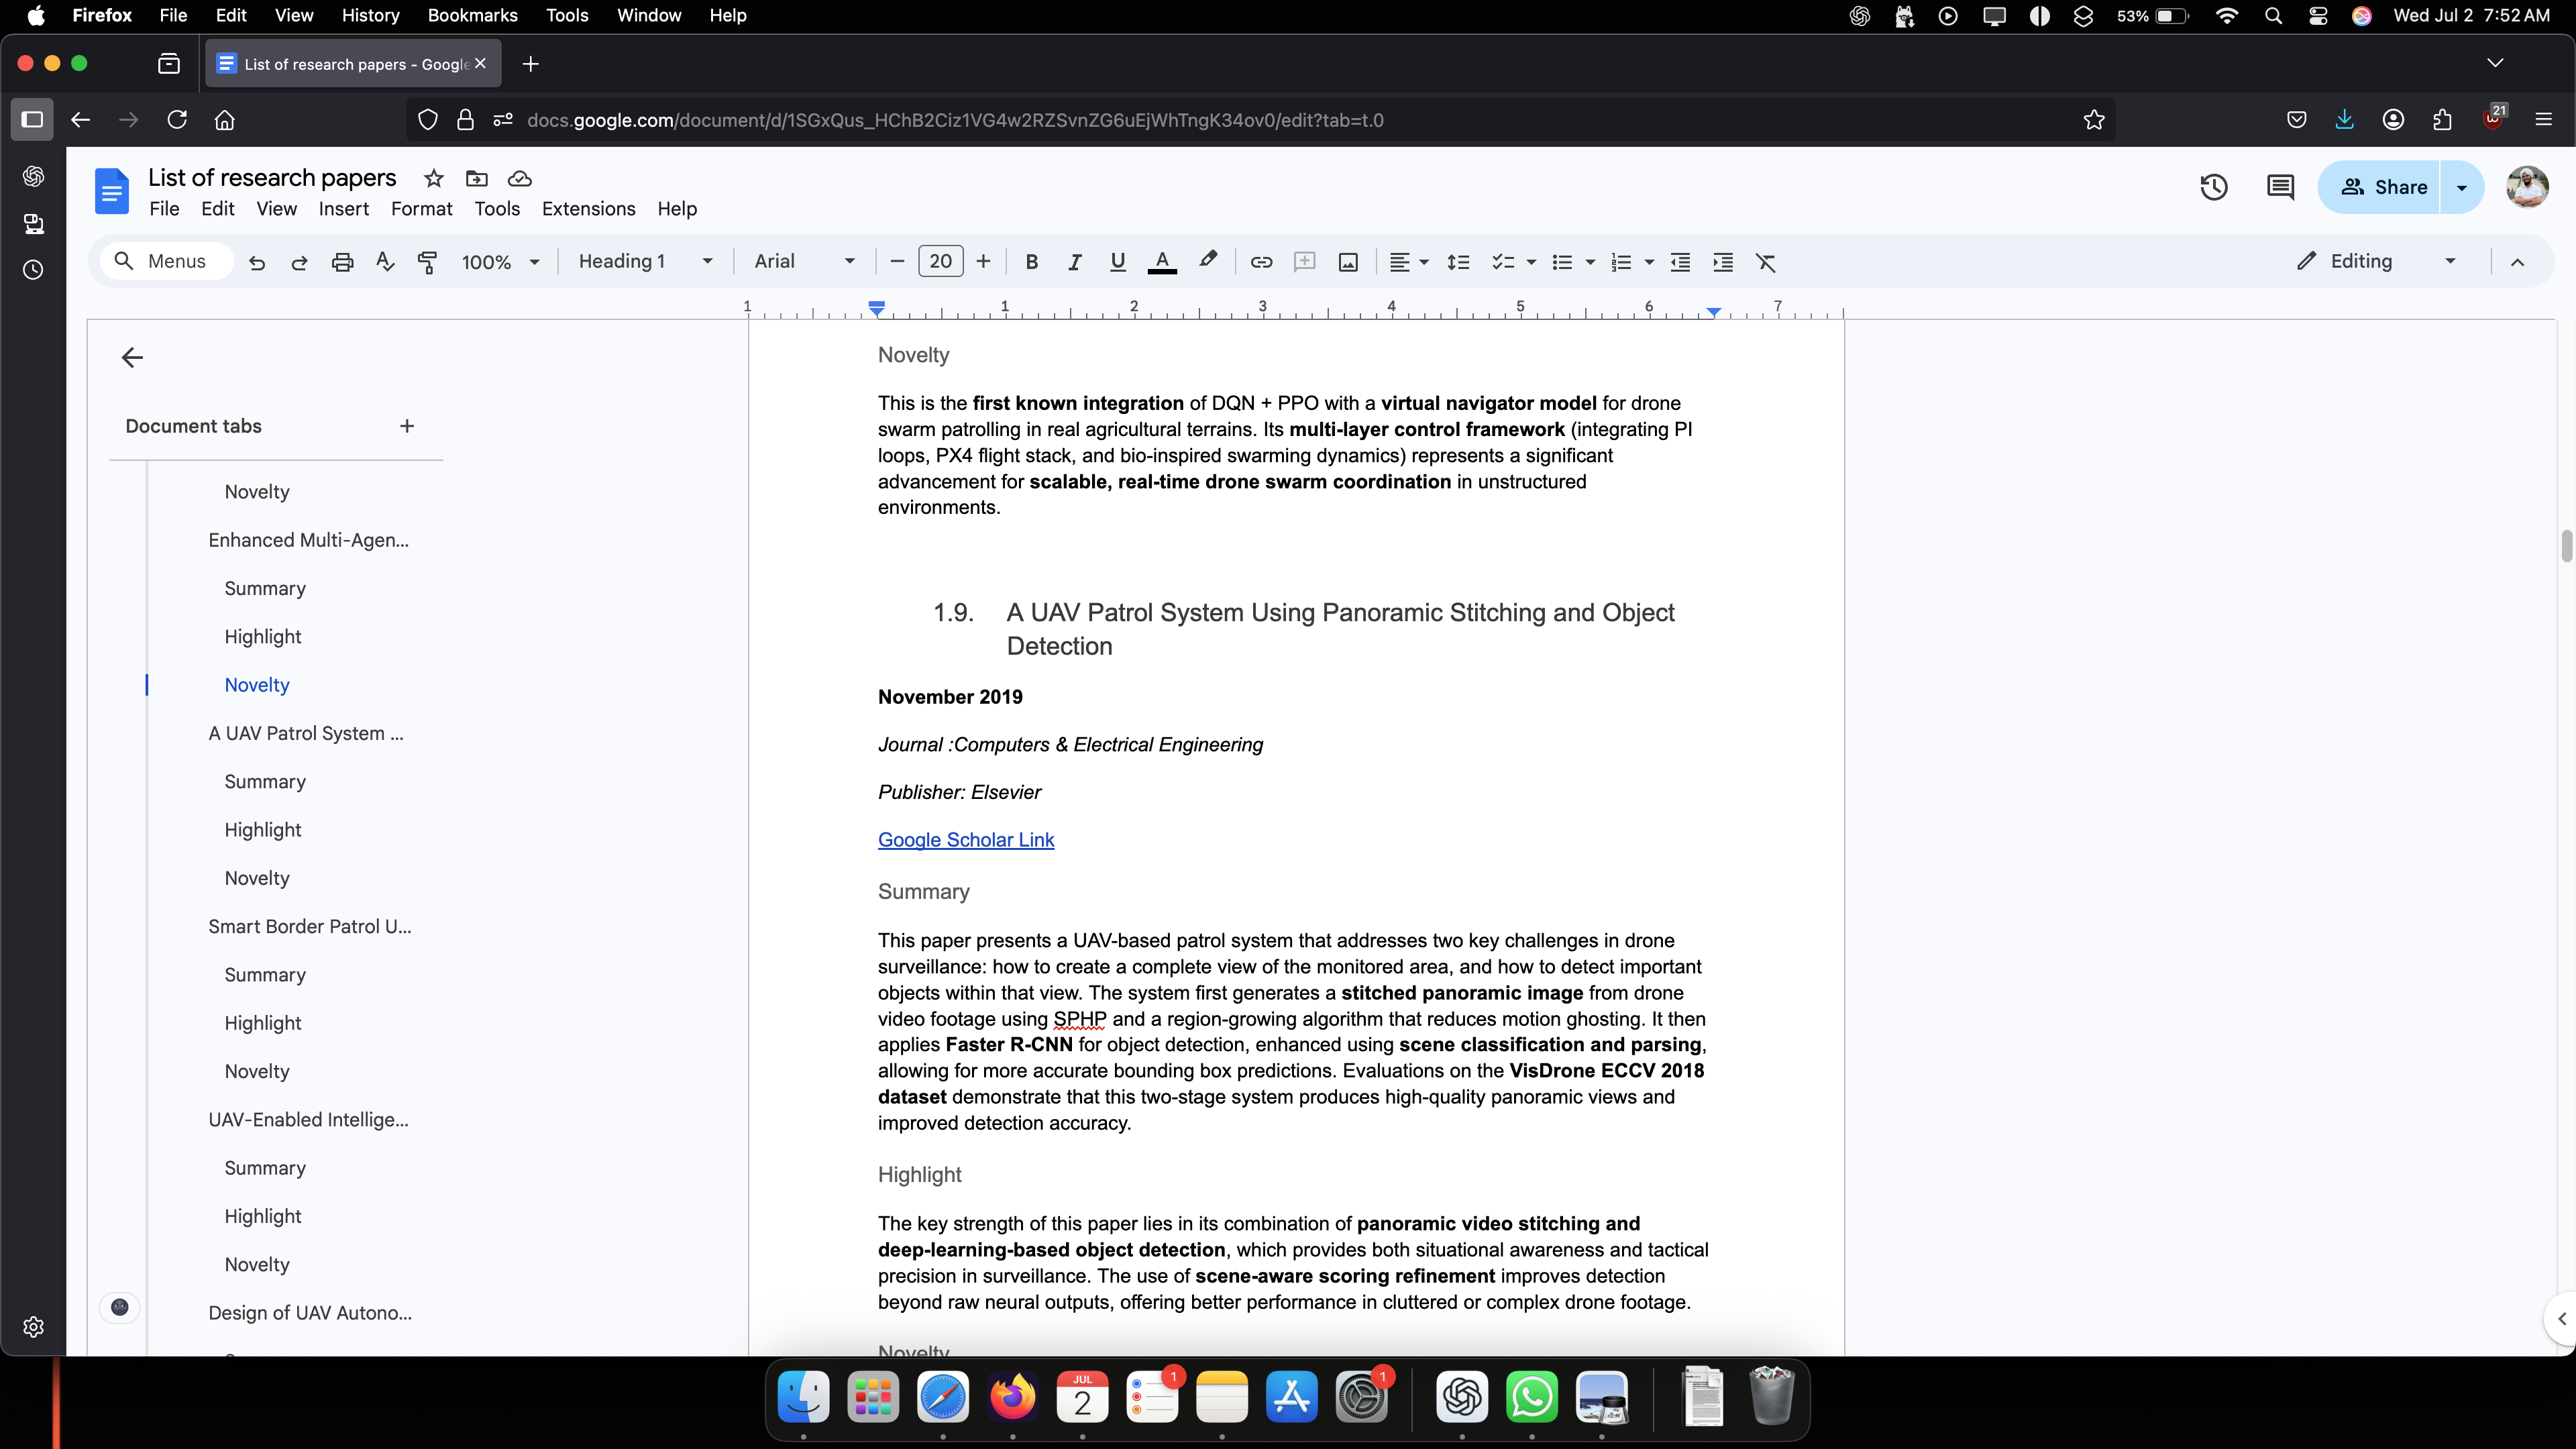 Firefox File Edit View History Bookmarks Tools Window Help
53% Wed Jul 2 7:52 AM
List of research papers - Google
docs.google.com/document/d/1SGxQus_HChB2Ciz1VG4w2RZSvnZG6uEjWhTngK34ov0/edit?tab=t.0
21
List of research papers
File Edit View Insert Format Tools Extensions Help
Share
Menus 100% Heading 1 Arial 20 B I U A Editing
1 1 2 3 4 5 6 7
Document tabs
Novelty
Enhanced Multi-Agen...
Summary
Highlight
Novelty
A UAV Patrol System ...
Summary
Highlight
Novelty
Smart Border Patrol U...
Summary
Highlight
Novelty
UAV-Enabled Intellige...
Summary
Highlight
Novelty
Design of UAV Autono...
Novelty
This is the first known integration of DQN + PPO with a virtual navigator model for drone
swarm patrolling in real agricultural terrains. Its multi-layer control framework (integrating PI
loops, PX4 flight stack, and bio-inspired swarming dynamics) represents a significant
advancement for scalable, real-time drone swarm coordination in unstructured
environments.
1.9. A UAV Patrol System Using Panoramic Stitching and Object
Detection
November 2019
Journal :Computers & Electrical Engineering
Publisher: Elsevier
Google Scholar Link
Summary
This paper presents a UAV-based patrol system that addresses two key challenges in drone
surveillance: how to create a complete view of the monitored area, and how to detect important
objects within that view. The system first generates a stitched panoramic image from drone
video footage using SPHP and a region-growing algorithm that reduces motion ghosting. It then
applies Faster R-CNN for object detection, enhanced using scene classification and parsing,
allowing for more accurate bounding box predictions. Evaluations on the VisDrone ECCV 2018
dataset demonstrate that this two-stage system produces high-quality panoramic views and
improved detection accuracy.
Highlight
The key strength of this paper lies in its combination of panoramic video stitching and
deep-learning-based object detection, which provides both situational awareness and tactical
precision in surveillance. The use of scene-aware scoring refinement improves detection
beyond raw neural outputs, offering better performance in cluttered or complex drone footage.
Novelty
JUL
2
1
1